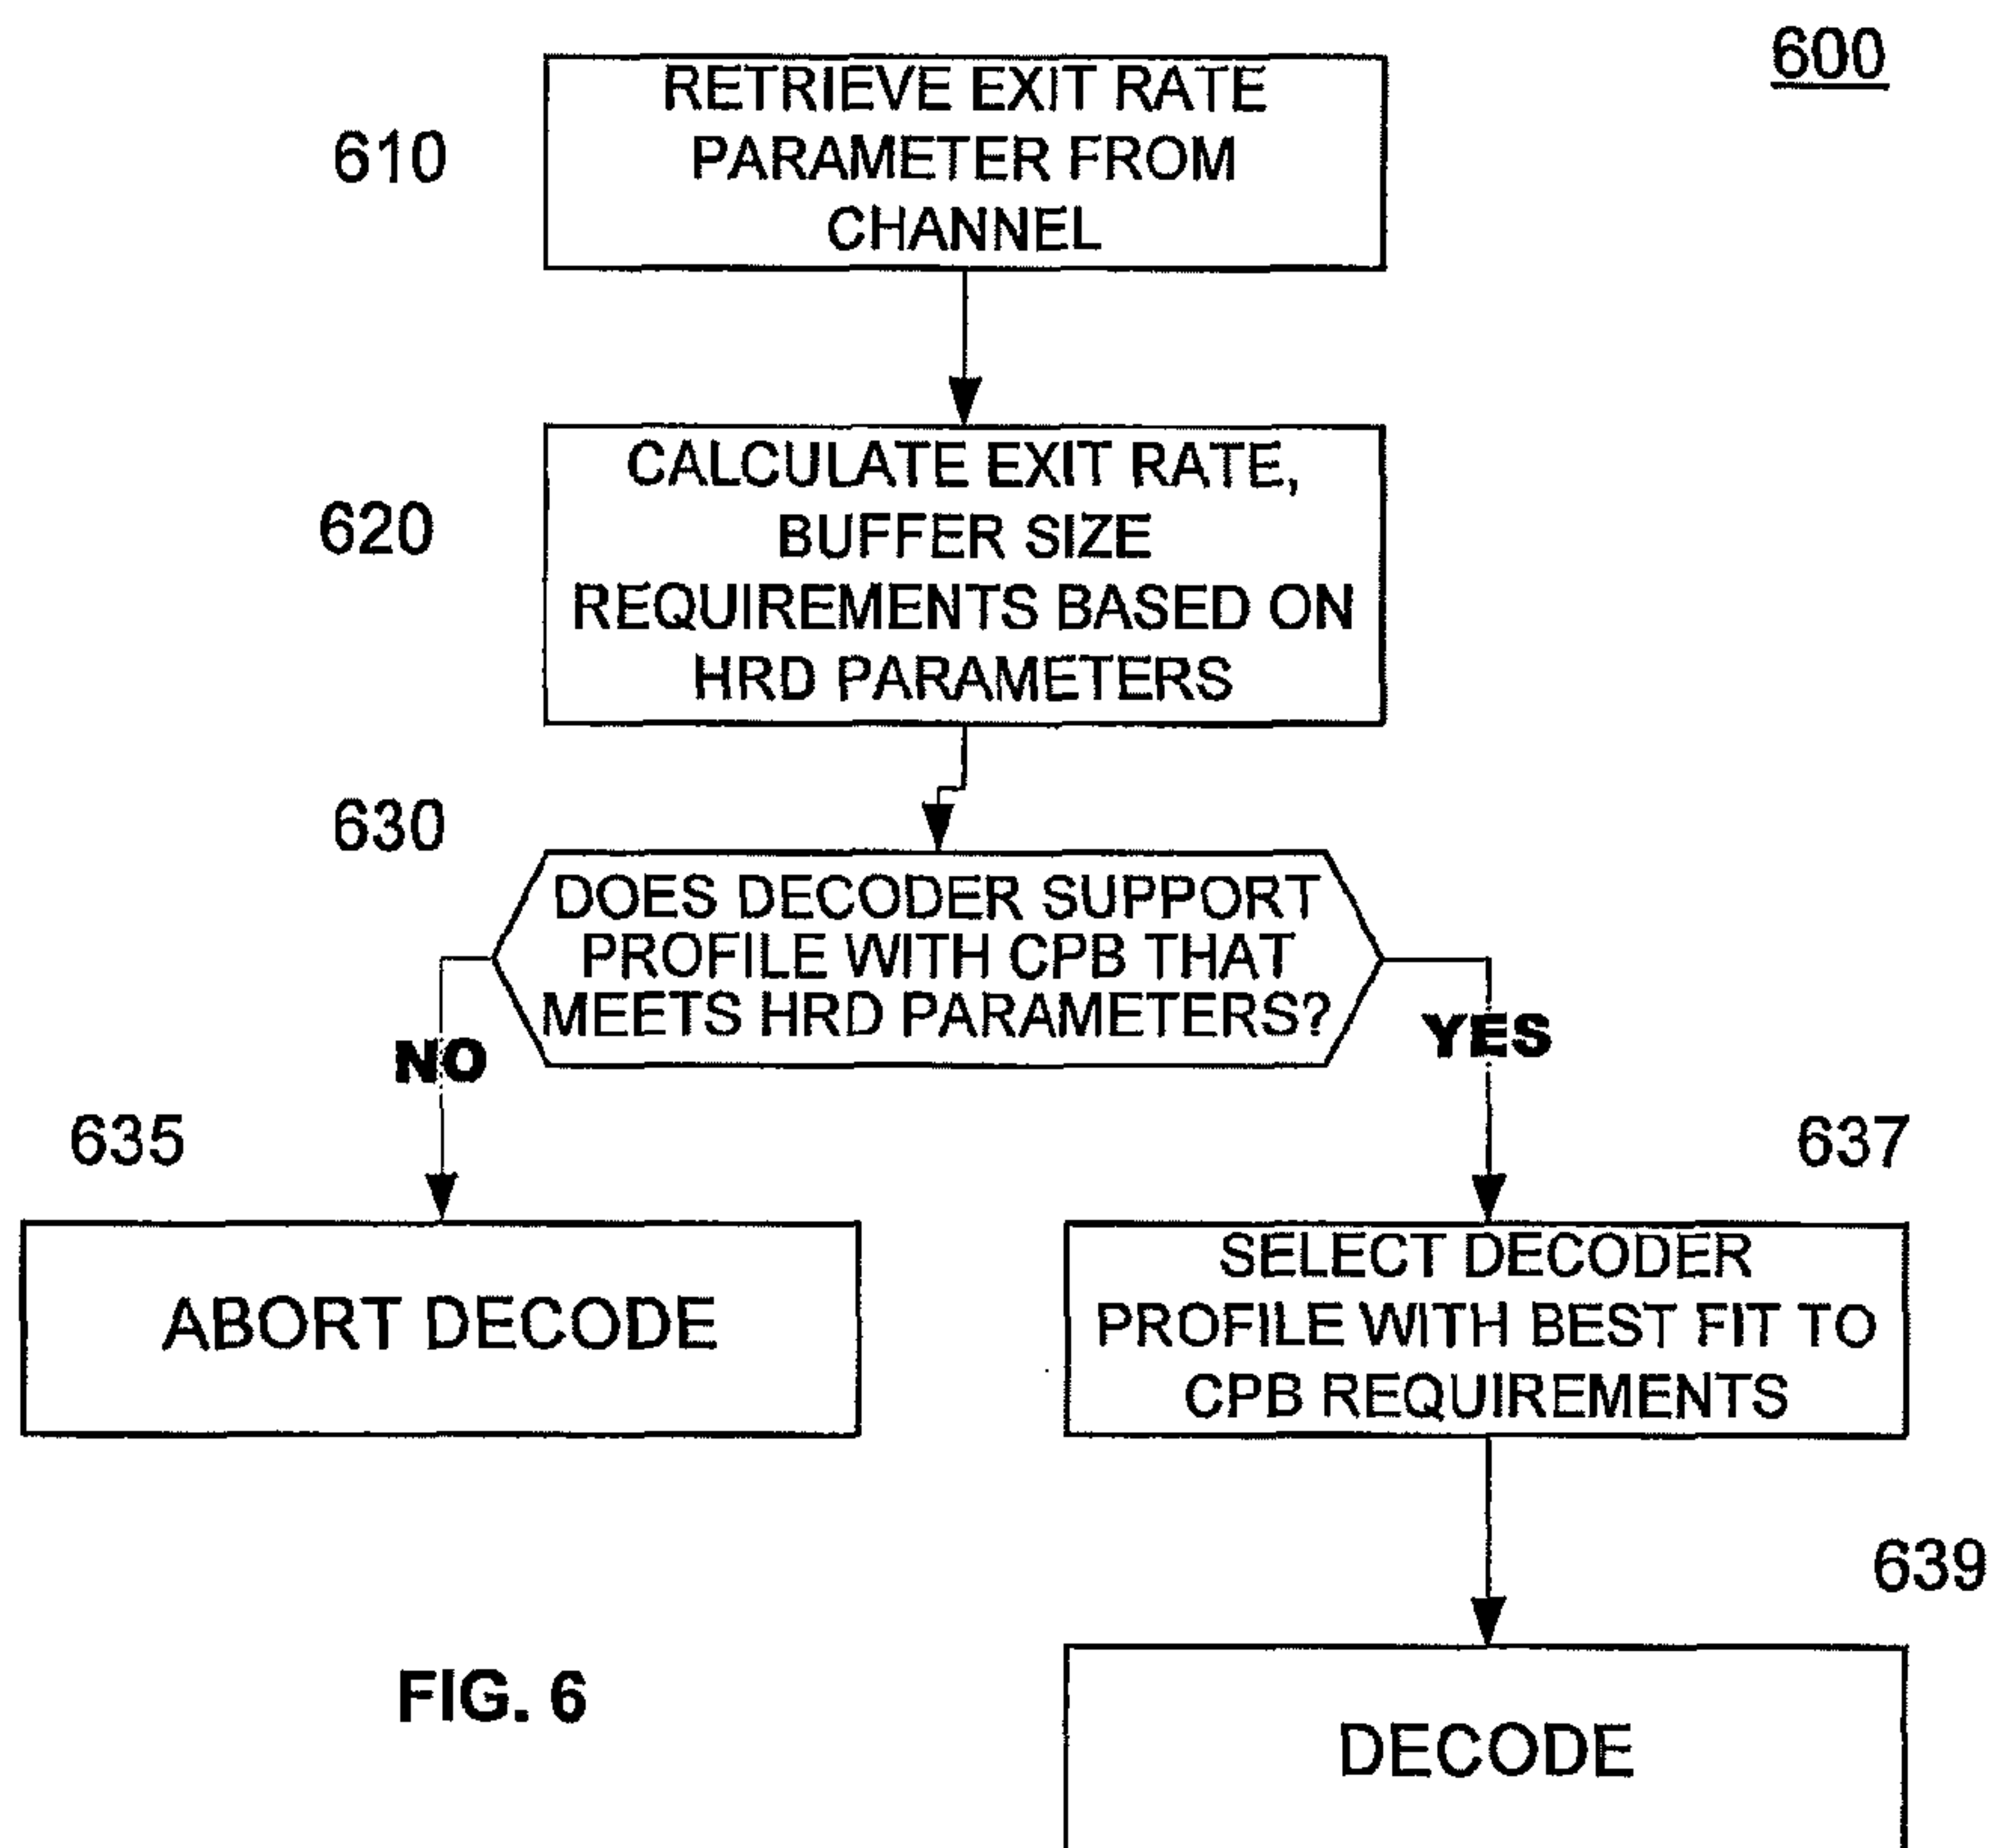 600
610
RETRIEVE EXIT RATE
PARAMETER FROM
CHANNEL
620
CALCULATE EXIT RATE,
BUFFER SIZE
REQUIREMENTS BASED ON
HRD PARAMETERS
630
DOES DECODER SUPPORT
PROFILE WITH CPB THAT
MEETS HRD PARAMETERS?
NO
YES
635
ABORT DECODE
637
SELECT DECODER
PROFILE WITH BEST FIT TO
CPB REQUIREMENTS
639
DECODE
FIG. 6